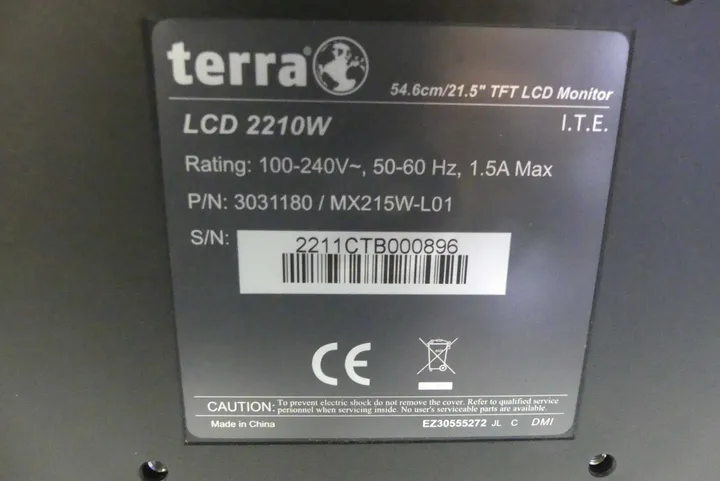 terra
54.6cm/21.5" TFT LCD Monitor
LCD 2210W
I.T.E.
Rating: 100-240V~, 50-60 Hz, 1.5A Max
P/N: 3031180 / MX215W-L01
S/N:
2211CTB000896
CE
CAUTION: To prevent electric shock do not remove the cover. Refer to qualified service
personnel when servicing inside. No user's serviceable parts are available.
Made in China
EZ30555272 JL C DMI